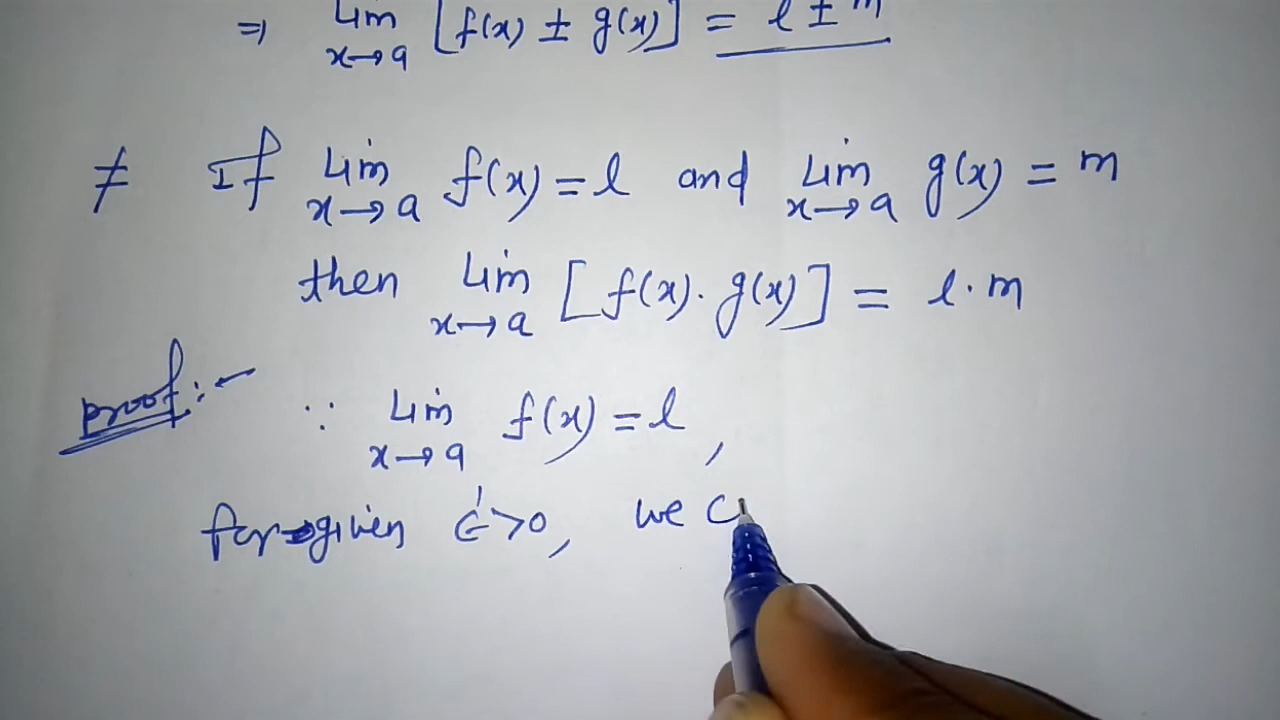 ⇒ Lim x→a [f(x) ± g(x)] = l ± m
≠ If Lim x→a f(x) = l and Lim x→a g(x) = m
then Lim x→a [f(x). g(x)] = l . m
Proof:- ∵ Lim x→a f(x) = l ,
for given ϵ' > 0, we c